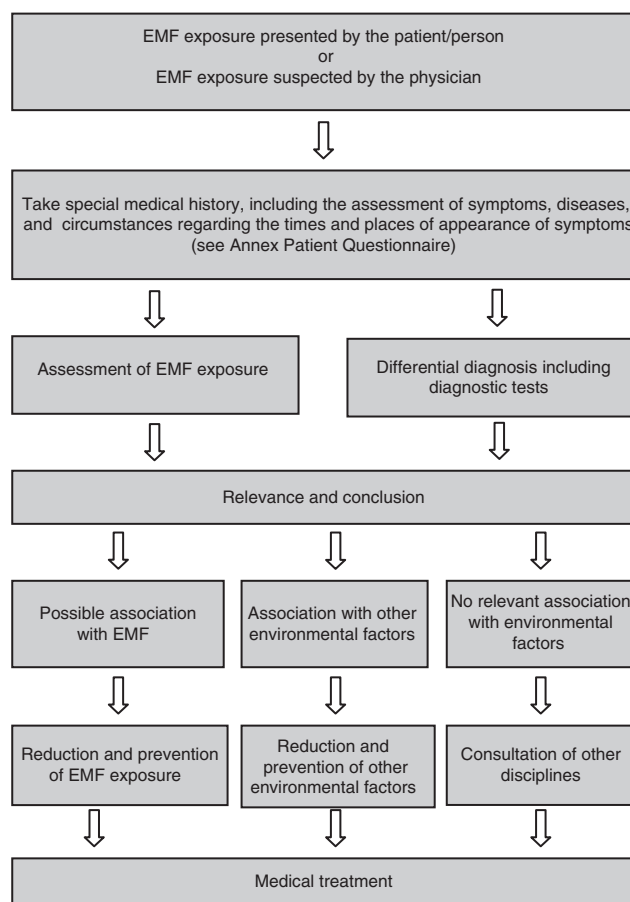 EMF exposure presented by the patient/person
or
EMF exposure suspected by the physician
Take special medical history, including the assessment of symptoms, diseases,
and circumstances regarding the times and places of appearance of symptoms
(see Annex Patient Questionnaire)
Assessment of EMF exposure
Differential diagnosis including
diagnostic tests
Relevance and conclusion
Possible association
with EMF
Association with other
environmental factors
No relevant association
with environmental
factors
Reduction and prevention
of EMF exposure
Reduction and
prevention of other
environmental factors
Consultation of other
disciplines
Medical treatment